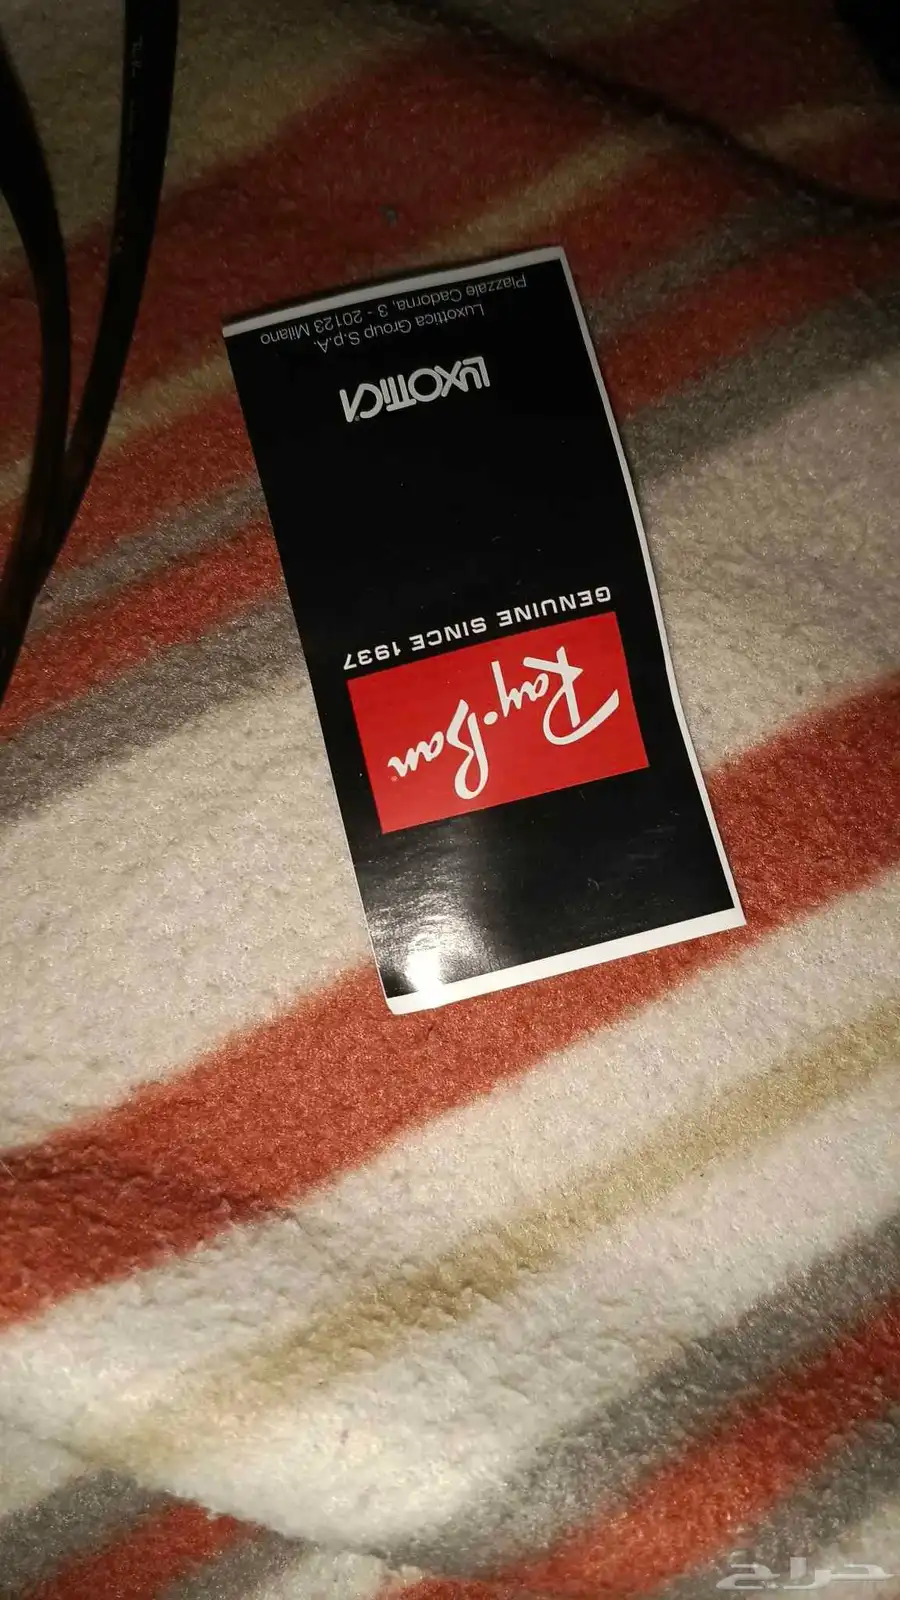 Ray·Ban
GENUINE SINCE 1937
LUXOTTICA
Luxottica Group S.p.A.
Piazzale Cadorna, 3 - 20123 Milano
حراج